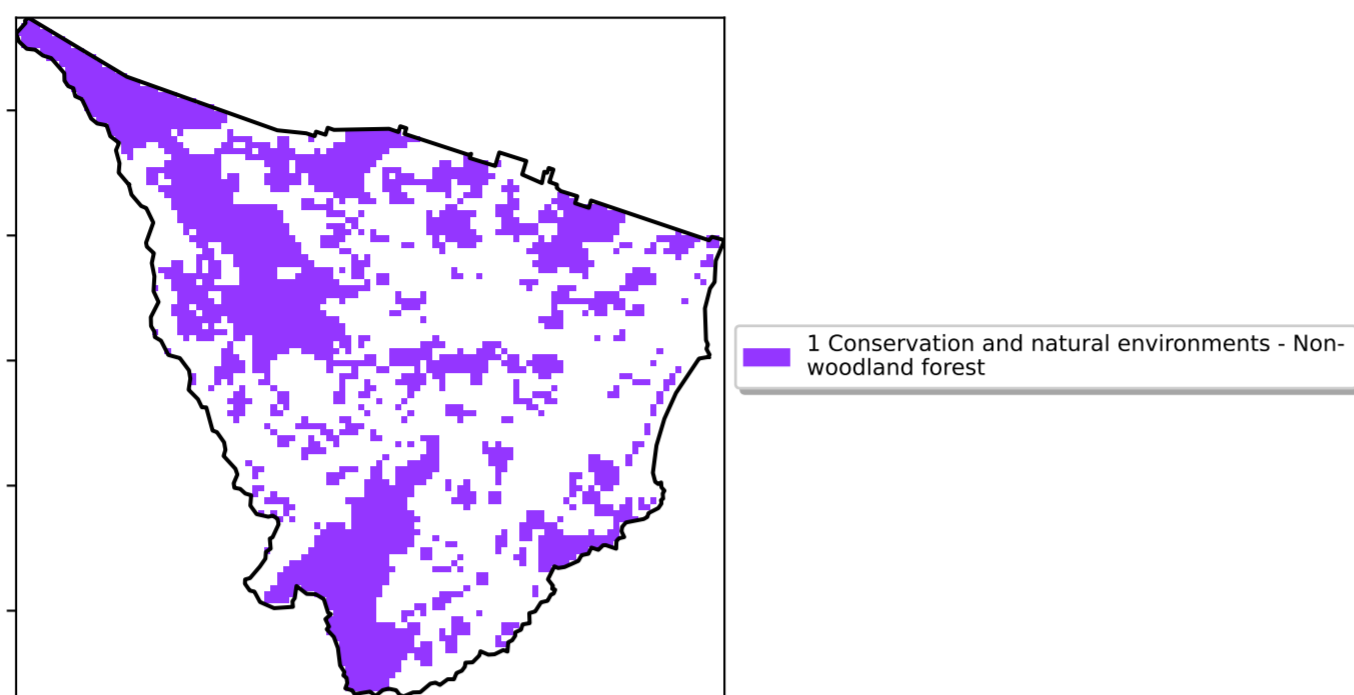 1 Conservation and natural environments - Non-
woodland forest